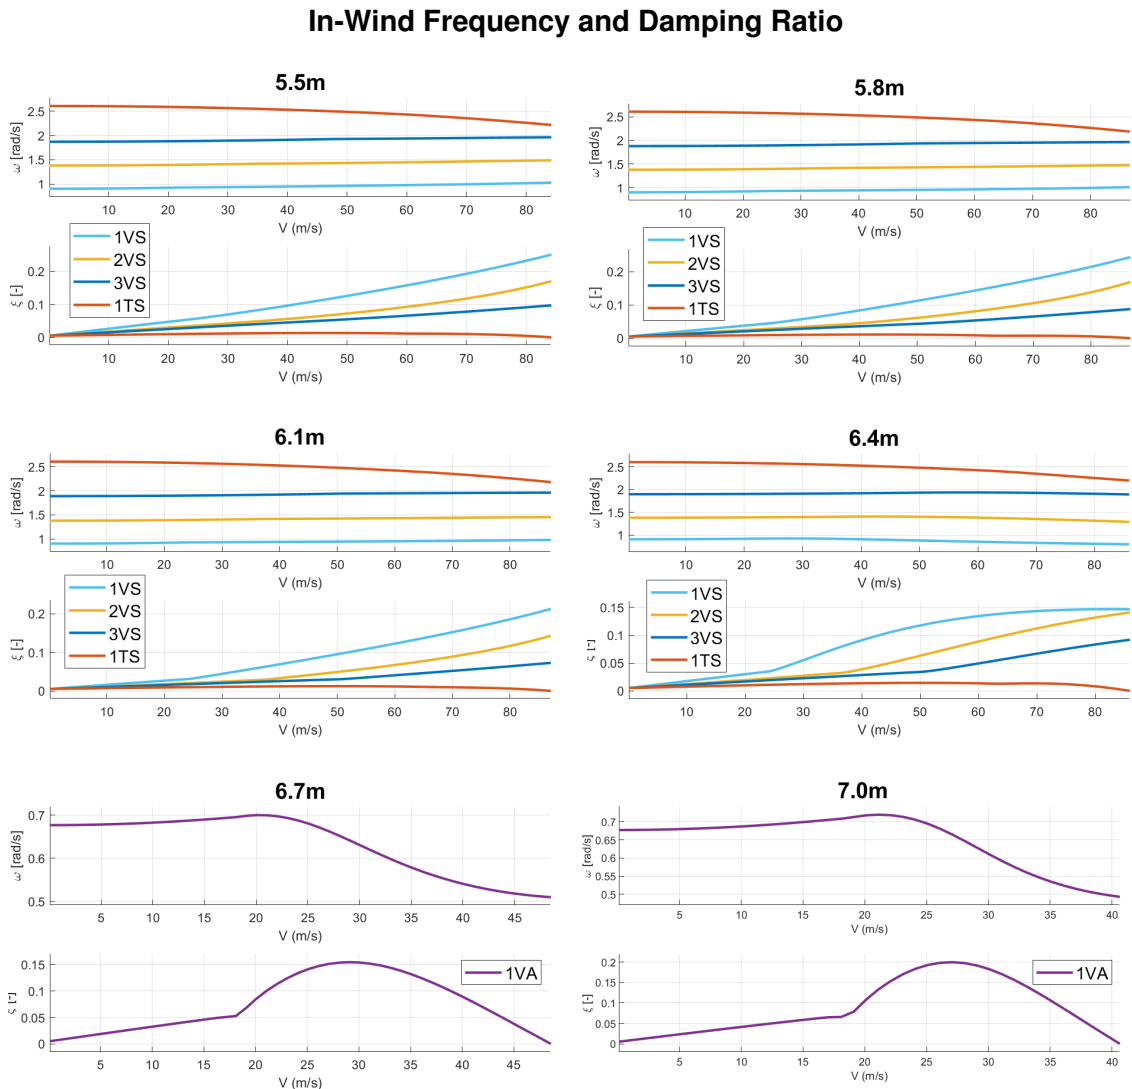 In-Wind Frequency and Damping Ratio
5.5m
2.5
2
1.5
1
ω [rad/s]
10 20 30 40 50 60 70 80
V (m/s)
1VS
2VS
3VS
1TS
0.2
0.1
0
ξ [-]
10 20 30 40 50 60 70 80
V (m/s)
5.8m
2.5
2
1.5
1
ω [rad/s]
10 20 30 40 50 60 70 80
V (m/s)
1VS
2VS
3VS
1TS
0.2
0.1
0
ξ [-]
10 20 30 40 50 60 70 80
V (m/s)
6.1m
2.5
2
1.5
1
ω [rad/s]
10 20 30 40 50 60 70 80
V (m/s)
1VS
2VS
3VS
1TS
0.2
0.1
0
ξ [-]
10 20 30 40 50 60 70 80
V (m/s)
6.4m
2.5
2
1.5
1
ω [rad/s]
10 20 30 40 50 60 70 80
V (m/s)
1VS
2VS
3VS
1TS
0.15
0.1
0.05
0
10 20 30 40 50 60 70 80
V (m/s)
6.7m
0.7
0.6
0.5
ω [rad/s]
5 10 15 20 25 30 35 40 45
V (m/s)
1VA
0.15
0.1
0.05
0
5 10 15 20 25 30 35 40 45
V (m/s)
7.0m
0.7
0.65
0.6
0.55
0.5
ω [rad/s]
5 10 15 20 25 30 35 40
V (m/s)
1VA
0.2
0.15
0.1
0.05
0
ξ [-]
5 10 15 20 25 30 35 40
V (m/s)